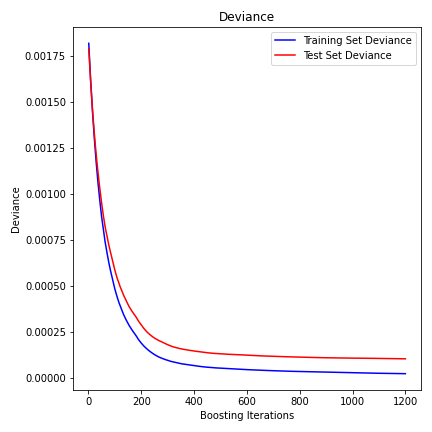 Deviance
Training Set Deviance
Test Set Deviance
0.00175
0.00150
0.00125
0.00100
0.00075
0.00050
0.00025
0.00000
Deviance
0 200 400 600 800 1000 1200
Boosting Iterations